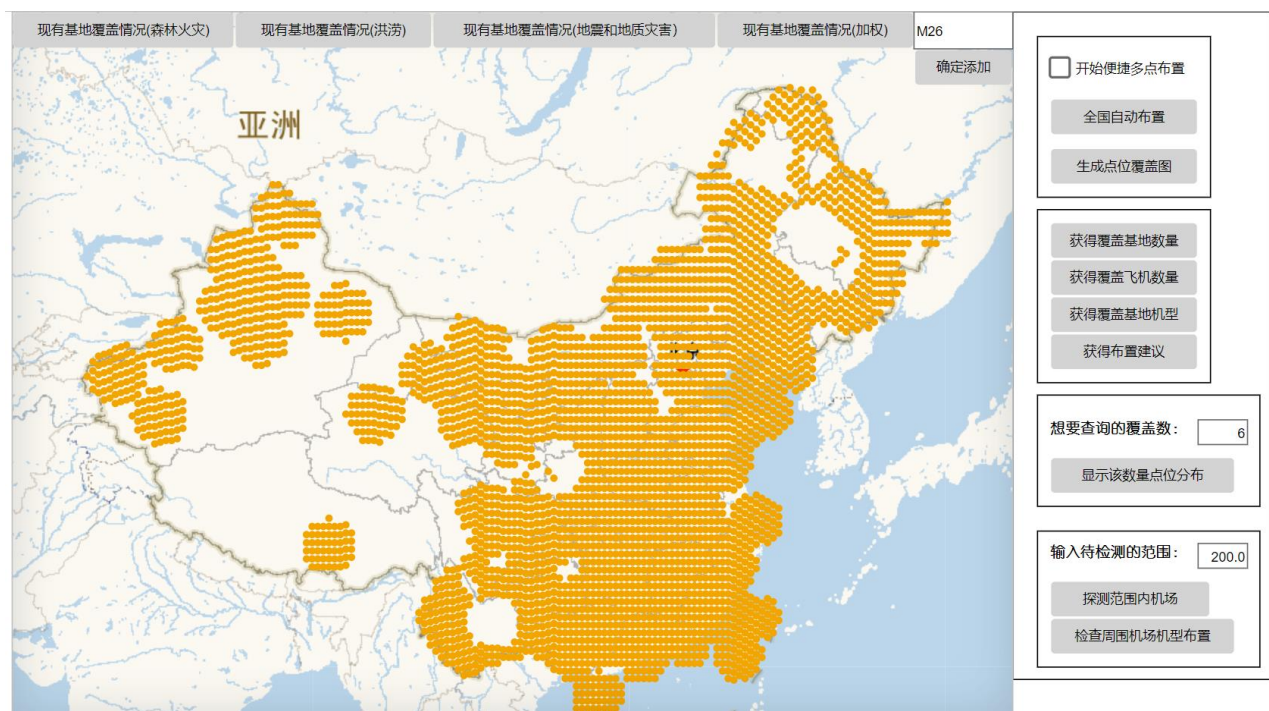 现有基地覆盖情况(森林火灾)
现有基地覆盖情况(洪涝)
现有基地覆盖情况(地震和地质灾害)
现有基地覆盖情况(加权)
M26
确定添加
亚洲
开始便捷多点布置
全国自动布置
生成点位覆盖图
获得覆盖基地数量
获得覆盖飞机数量
获得覆盖基地机型
获得布置建议
想要查询的覆盖数: 6
显示该数量点位分布
输入待检测的范围: 200.0
探测范围内机场
检查周围机场机型布置